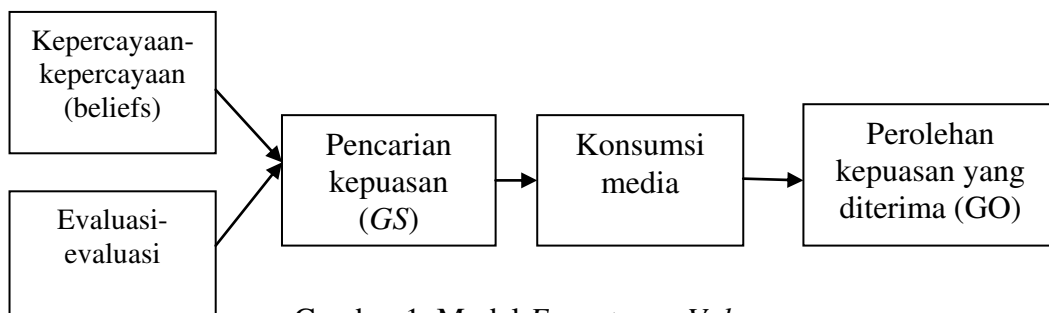 Kepercayaan-
kepercayaan
(beliefs)
Evaluasi-
evaluasi
Pencarian
kepuasan
(GS)
Konsumsi
media
Perolehan
kepuasan yang
diterima (GO)